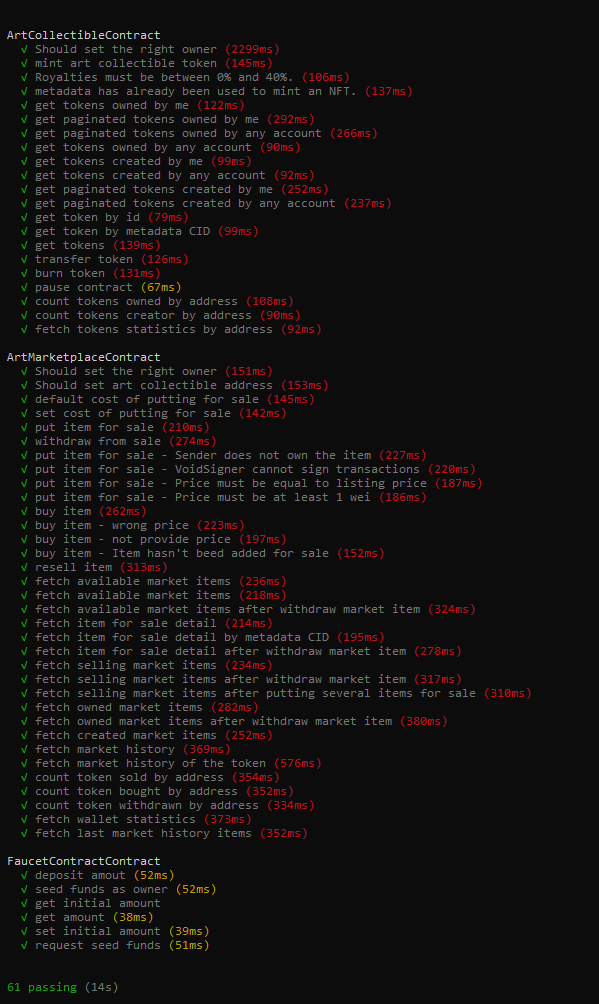 ArtCollectibleContract
√ Should set the right owner (2299ms)
√ mint art collectible token (145ms)
√ Royalties must be between 0% and 40%. (106ms)
√ metadata has already been used to mint an NFT. (137ms)
√ get tokens owned by me (122ms)
√ get paginated tokens owned by me (292ms)
√ get paginated tokens owned by any account (266ms)
√ get tokens owned by any account (90ms)
√ get tokens created by me (99ms)
√ get tokens created by any account (92ms)
√ get paginated tokens created by me (252ms)
√ get paginated tokens created by any account (237ms)
√ get token by id (79ms)
√ get token by metadata CID (99ms)
√ get tokens (139ms)
√ transfer token (126ms)
√ burn token (131ms)
√ pause contract (67ms)
√ count tokens owned by address (108ms)
√ count tokens creator by address (90ms)
√ fetch tokens statistics by address (92ms)
ArtMarketplaceContract
√ Should set the right owner (151ms)
√ Should set art collectible address (153ms)
√ default cost of putting for sale (145ms)
√ set cost of putting for sale (142ms)
√ put item for sale (210ms)
√ withdraw from sale (274ms)
√ put item for sale - Sender does not own the item (227ms)
√ put item for sale - VoidSigner cannot sign transactions (220ms)
√ put item for sale - Price must be equal to listing price (187ms)
√ put item for sale - Price must be at least 1 wei (186ms)
√ buy item (262ms)
√ buy item - wrong price (223ms)
√ buy item - not provide price (197ms)
√ buy item - Item hasn't beed added for sale (152ms)
√ resell item (313ms)
√ fetch available market items (236ms)
√ fetch available market items (218ms)
√ fetch available market items after withdraw market item (324ms)
√ fetch item for sale detail (214ms)
√ fetch item for sale detail by metadata CID (195ms)
√ fetch item for sale detail after withdraw market item (278ms)
√ fetch selling market items (234ms)
√ fetch selling market items after withdraw market item (317ms)
√ fetch selling market items after putting several items for sale (310ms)
√ fetch owned market items (282ms)
√ fetch owned market items after withdraw market item (380ms)
√ fetch created market items (252ms)
√ fetch market history (369ms)
√ fetch market history of the token (576ms)
√ count token sold by address (354ms)
√ count token bought by address (352ms)
√ count token withdrawn by address (334ms)
√ fetch wallet statistics (373ms)
√ fetch last market history items (352ms)
FaucetContractContract
√ deposit amout (52ms)
√ seed funds as owner (52ms)
√ get initial amount
√ get amount (38ms)
√ set initial amount (39ms)
√ request seed funds (51ms)
61 passing (14s)